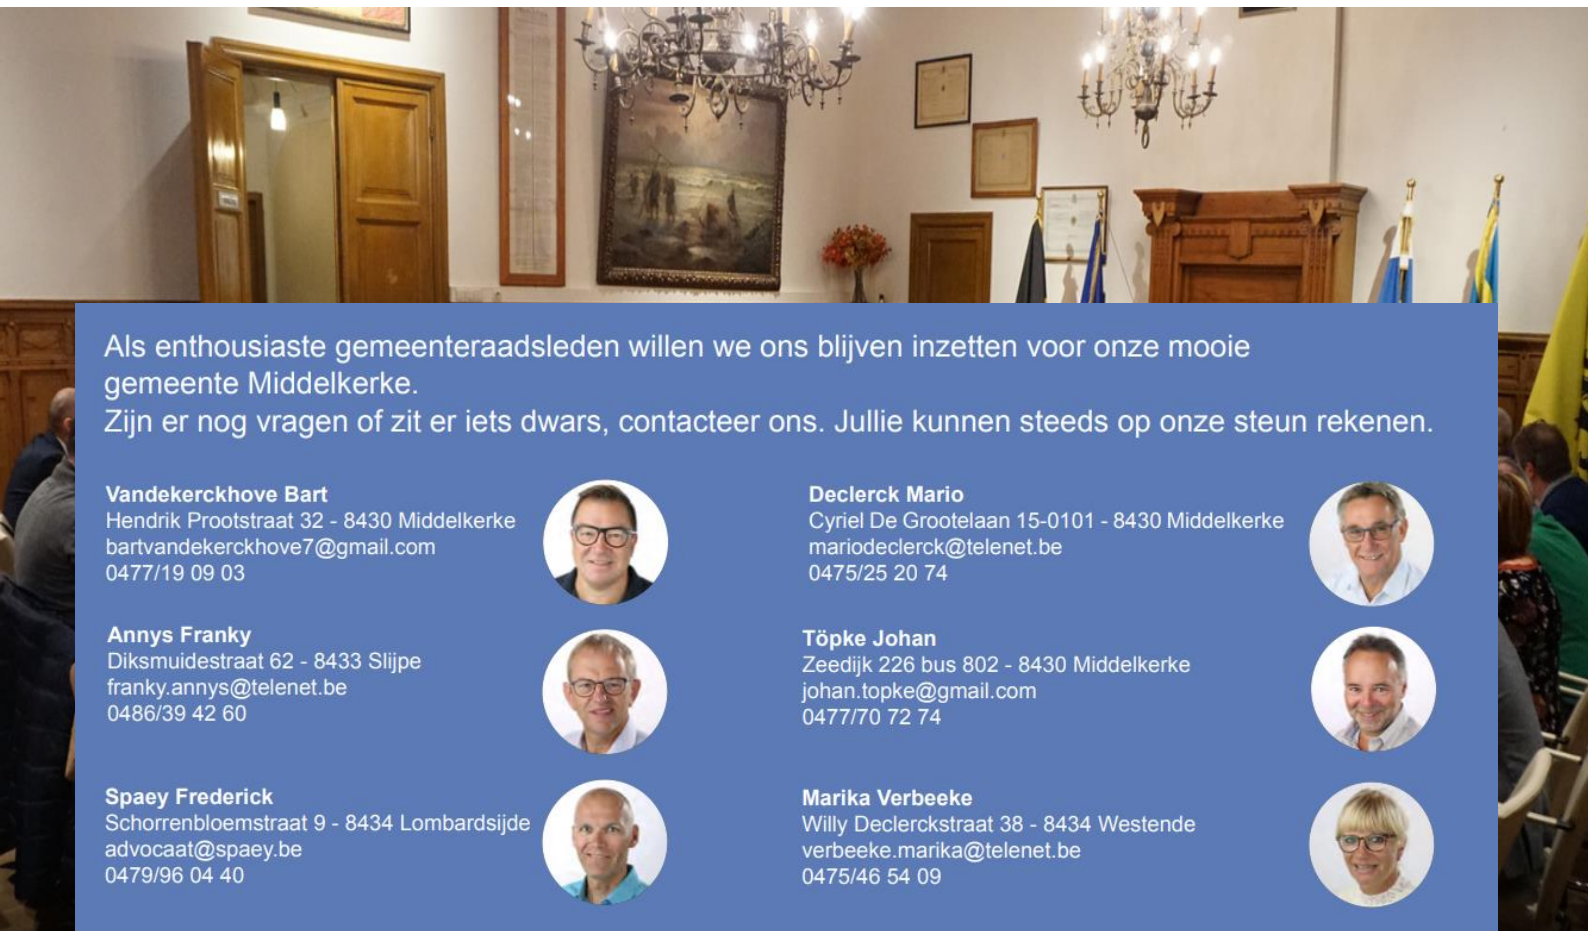 Als enthousiaste gemeenteraadsleden willen we ons blijven inzetten voor onze mooie
gemeente Middelkerke.
Zijn er nog vragen of zit er iets dwars, contacteer ons. Jullie kunnen steeds op onze steun rekenen.
Vandekerckhove Bart
Hendrik Prootstraat 32 - 8430 Middelkerke
bartvandekerckhove7@gmail.com
0477/19 09 03
Declerck Mario
Cyriel De Grootelaan 15-0101 - 8430 Middelkerke
mariodeclerck@telenet.be
0475/25 20 74
Annys Franky
Diksmuidestraat 62 - 8433 Slijpe
franky.annys@telenet.be
0486/39 42 60
Töpke Johan
Zeedijk 226 bus 802 - 8430 Middelkerke
johan.topke@gmail.com
0477/70 72 74
Spaey Frederick
Schorrenbloemstraat 9 - 8434 Lombardsijde
advocaat@spaey.be
0479/96 04 40
Marika Verbeeke
Willy Declerckstraat 38 - 8434 Westende
verbeeke.marika@telenet.be
0475/46 54 09